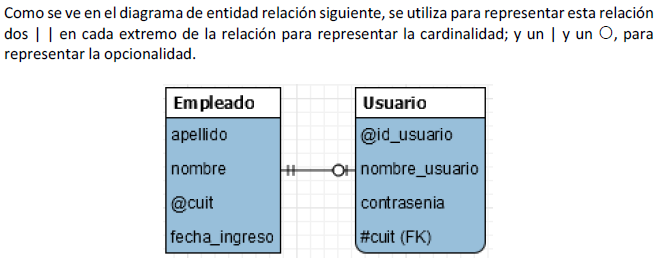 Como se ve en el diagrama de entidad relación siguiente, se utiliza para representar esta relación
dos | | en cada extremo de la relación para representar la cardinalidad; y un | y un ○, para
representar la opcionalidad.
Empleado
apellido
nombre
@cuit
fecha_ingreso
Usuario
@id_usuario
nombre_usuario
contrasenia
#cuit (FK)